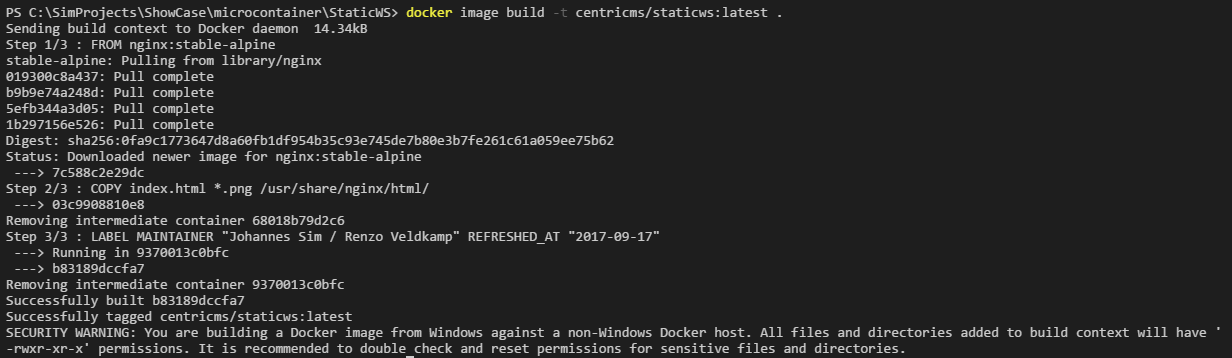 PS C:\SimProjects\ShowCase\microcontainer\StaticWS> docker image build -t centricms/staticws:latest .
Sending build context to Docker daemon  14.34kB
Step 1/3 : FROM nginx:stable-alpine
stable-alpine: Pulling from library/nginx
019300c8a437: Pull complete
b9b9e74a248d: Pull complete
5efb344a3d05: Pull complete
1b297156e526: Pull complete
Digest: sha256:0fa9c1773647d8a60fb1df954b35c93e745de7b80e3b7fe261c61a059ee75b62
Status: Downloaded newer image for nginx:stable-alpine
 ---> 7c588c2e29dc
Step 2/3 : COPY index.html *.png /usr/share/nginx/html/
 ---> 03c9908810e8
Removing intermediate container 68018b79d2c6
Step 3/3 : LABEL MAINTAINER "Johannes Sim / Renzo Veldkamp" REFRESHED_AT "2017-09-17"
 ---> Running in 9370013c0bfc
 ---> b83189dccfa7
Removing intermediate container 9370013c0bfc
Successfully built b83189dccfa7
Successfully tagged centricms/staticws:latest
SECURITY WARNING: You are building a Docker image from Windows against a non-Windows Docker host. All files and directories added to build context will have '
-rwxr-xr-x' permissions. It is recommended to double check and reset permissions for sensitive files and directories.